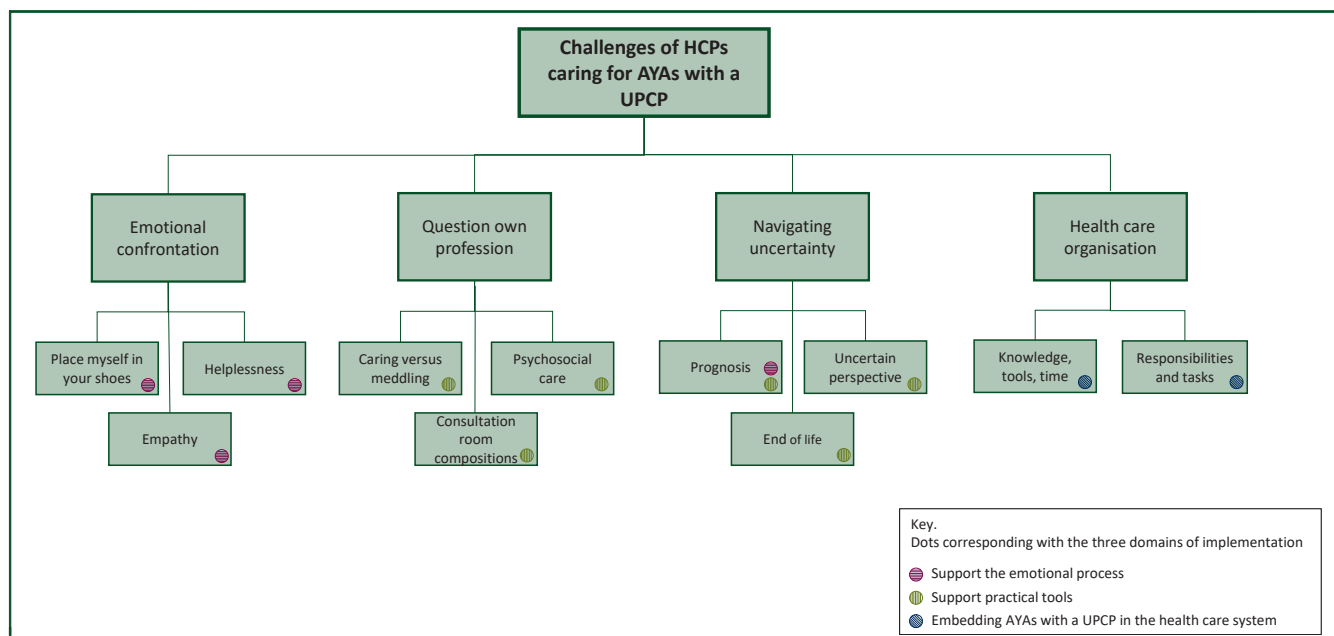 Challenges of HCPs
caring for AYAs with a
UPCP
Emotional
confrontation
Question own
profession
Navigating
uncertainty
Health care
organisation
Place myself in
your shoes
Helplessness
Empathy
Caring versus
meddling
Psychosocial
care
Consultation
room
compositions
Prognosis
Uncertain
perspective
End of life
Knowledge,
tools, time
Responsibilities
and tasks
Key.
Dots corresponding with the three domains of implementation
Support the emotional process
Support practical tools
Embedding AYAs with a UPCP in the health care system